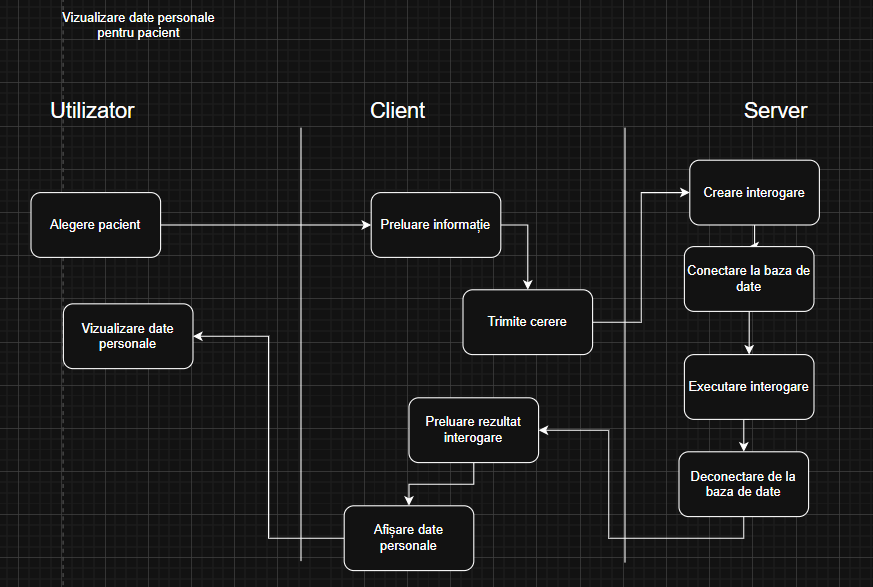 Vizualizare date personale
pentru pacient
Utilizator
Client
Server
Alegere pacient
Preluare informație
Creare interogare
Conectare la baza de
date
Trimite cerere
Vizualizare date
personale
Executare interogare
Preluare rezultat
interogare
Deconectare de la
baza de date
Afișare date
personale